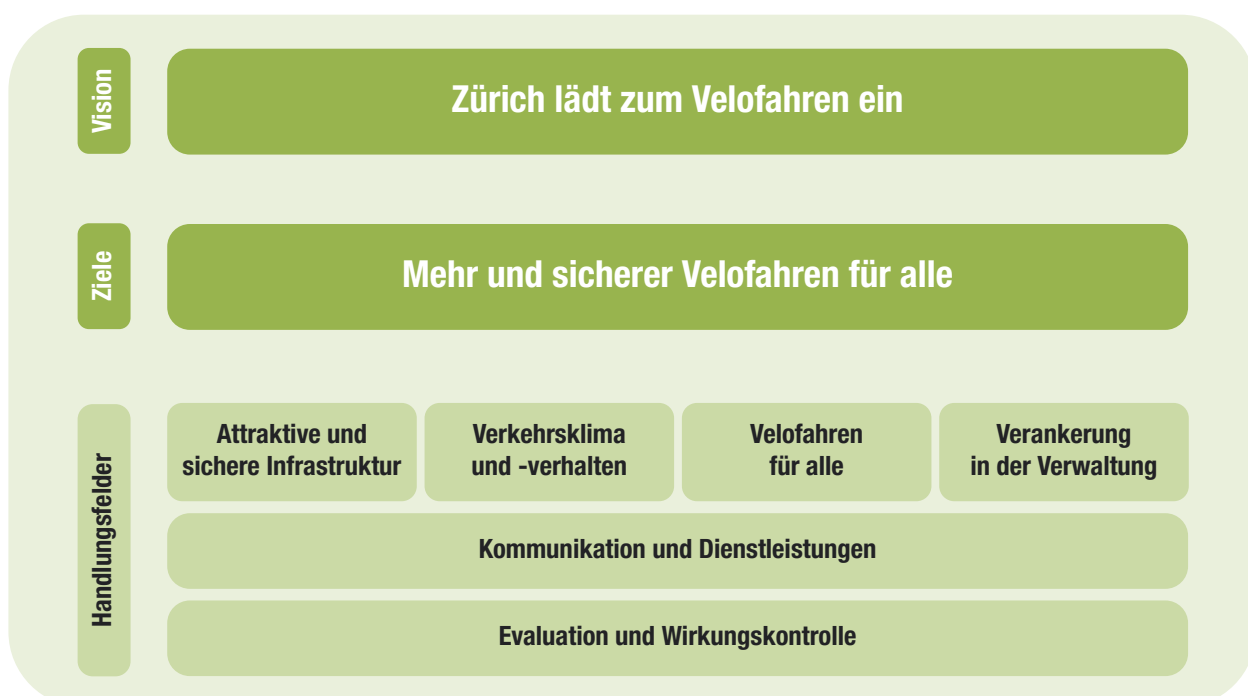 Vision
Zürich lädt zum Velofahren ein
Ziele
Mehr und sicherer Velofahren für alle
Handlungsfelder
Attraktive und
sichere Infrastruktur
Verkehrsklima
und -verhalten
Velofahren
für alle
Verankerung
in der Verwaltung
Kommunikation und Dienstleistungen
Evaluation und Wirkungskontrolle